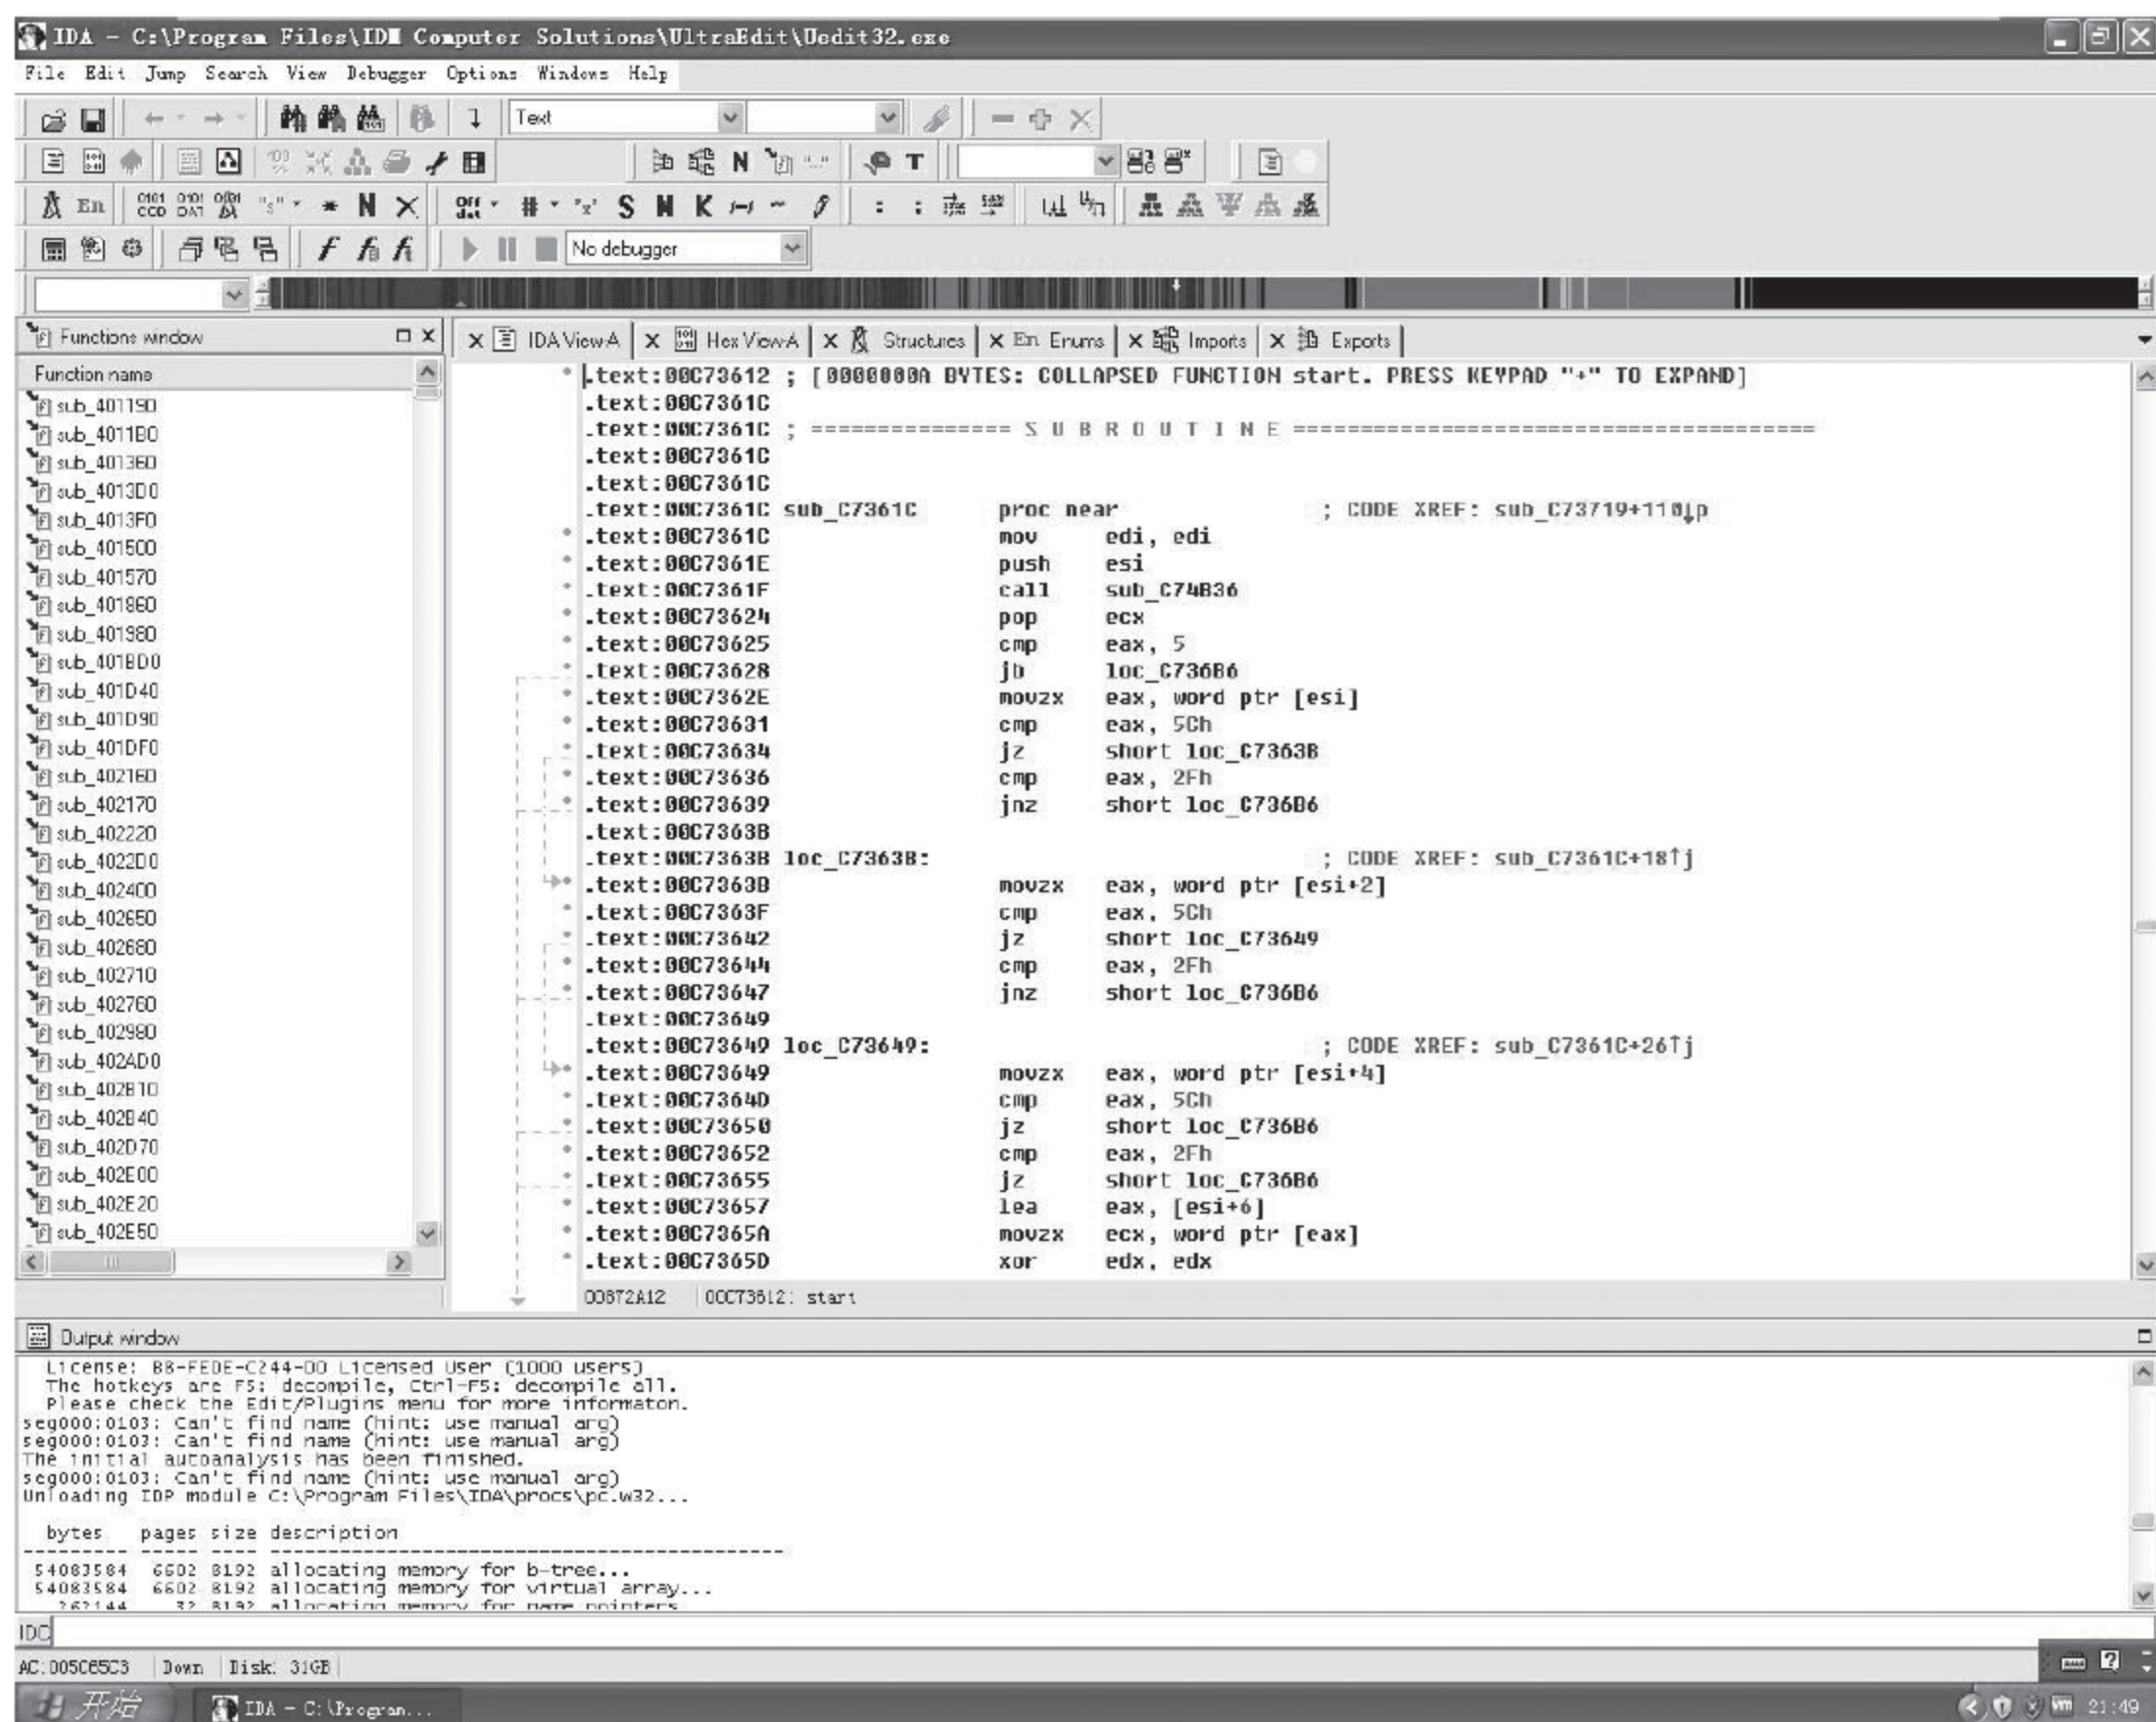 IDA - C:\Program Files\IDM Computer Solutions\UltraEdit\Uedit32.exe
File Edit Jump Search View Debugger Options Windows Help
Text
En
No debugger
Functions window
IDA View-A
Hex View-A
Structures
En Enums
Imports
Exports
Function name
sub_401190
sub_4011B0
sub_401360
sub_4013D0
sub_4013F0
sub_401500
sub_401570
sub_401860
sub_401980
sub_401BD0
sub_401D40
sub_401D90
sub_401DF0
sub_402160
sub_402170
sub_402220
sub_4022D0
sub_402400
sub_402650
sub_402680
sub_402710
sub_402760
sub_402980
sub_402AD0
sub_402B10
sub_402B40
sub_402D70
sub_402E00
sub_402E20
sub_402E50
.text:00C73612 ; [0000000A BYTES: COLLAPSED FUNCTION start. PRESS KEYPAD "+" TO EXPAND]
.text:00C7361C
.text:00C7361C ; =============== S U B R O U T I N E =======================================
.text:00C7361C
.text:00C7361C
.text:00C7361C sub_C7361C proc near ; CODE XREF: sub_C73719+110↓p
.text:00C7361C mov edi, edi
.text:00C7361E push esi
.text:00C7361F call sub_C74B36
.text:00C73624 pop ecx
.text:00C73625 cmp eax, 5
.text:00C73628 jb loc_C736B6
.text:00C7362E movzx eax, word ptr [esi]
.text:00C73631 cmp eax, 5Ch
.text:00C73634 jz short loc_C7363B
.text:00C73636 cmp eax, 2Fh
.text:00C73639 jnz short loc_C736B6
.text:00C7363B
.text:00C7363B loc_C7363B: ; CODE XREF: sub_C7361C+18↑j
.text:00C7363B movzx eax, word ptr [esi+2]
.text:00C7363F cmp eax, 5Ch
.text:00C73642 jz short loc_C73649
.text:00C73644 cmp eax, 2Fh
.text:00C73647 jnz short loc_C736B6
.text:00C73649
.text:00C73649 loc_C73649: ; CODE XREF: sub_C7361C+26↑j
.text:00C73649 movzx eax, word ptr [esi+4]
.text:00C7364D cmp eax, 5Ch
.text:00C73650 jz short loc_C736B6
.text:00C73652 cmp eax, 2Fh
.text:00C73655 jz short loc_C736B6
.text:00C73657 lea eax, [esi+6]
.text:00C7365A movzx ecx, word ptr [eax]
.text:00C7365D xor edx, edx
00872A12 00C73612: start
Output window
License: BB-FEDE-C244-00 Licensed User (1000 users)
The hotkeys are F5: decompile, Ctrl-F5: decompile all.
Please check the Edit/Plugins menu for more informaton.
seg000:0103: Can't find name (hint: use manual arg)
seg000:0103: Can't find name (hint: use manual arg)
The initial autoanalysis has been finished.
seg000:0103: Can't find name (hint: use manual arg)
Unloading IDP module C:\Program Files\IDA\procs\pc.w32...
bytes pages size description
--------- ----- ---- --------------------------------------------
54083584 6602 8192 allocating memory for b-tree...
54083584 6602 8192 allocating memory for virtual array...
262144 32 8192 allocating memory for name pointers
IDC
AC:005C65C3 Down Disk: 31GB
开始
IDA - C:\Program...
21:49